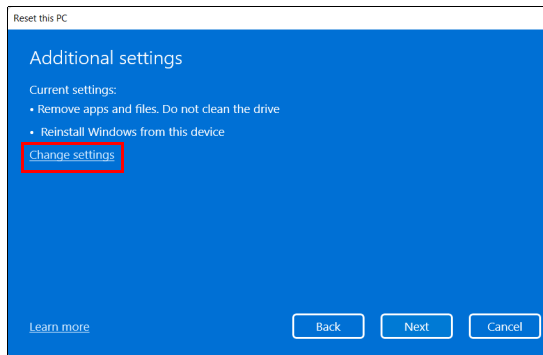 Reset this PC
Additional settings
Current settings:
• Remove apps and files. Do not clean the drive
• Reinstall Windows from this device
Change settings
Learn more
Back
Next
Cancel